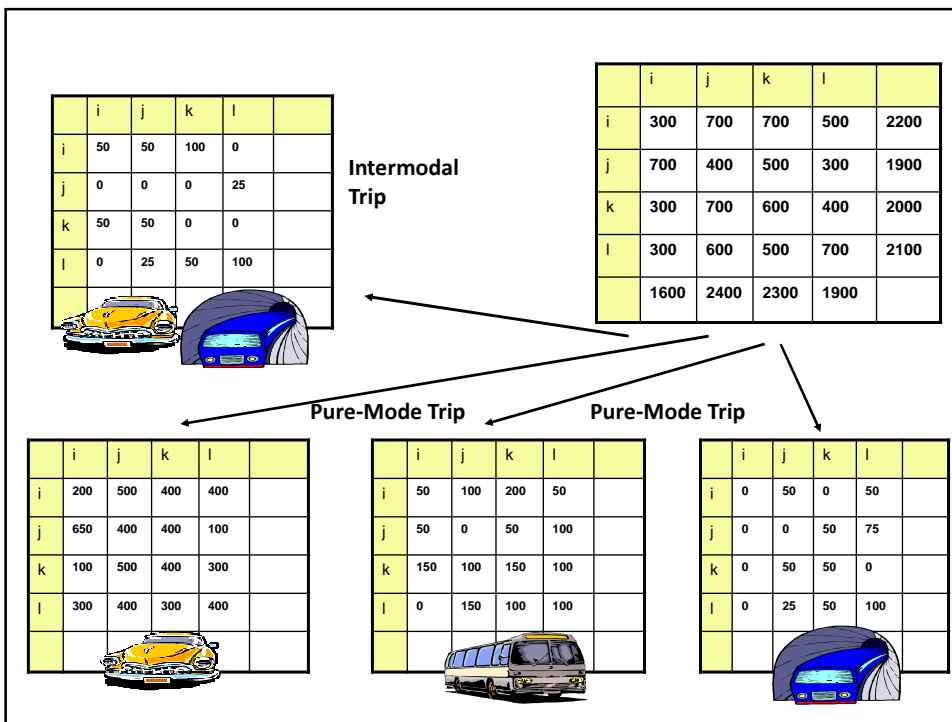 i j k l
i 50 50 100 0
j 0 0 0 25
k 50 50 0 0
l 0 25 50 100
Intermodal
Trip
i j k l
i 300 700 700 500 2200
j 700 400 500 300 1900
k 300 700 600 400 2000
l 300 600 500 700 2100
1600 2400 2300 1900
Pure-Mode Trip
Pure-Mode Trip
i j k l
i 200 500 400 400
j 650 400 400 100
k 100 500 400 300
l 300 400 300 400
i j k l
i 50 100 200 50
j 50 0 50 100
k 150 100 150 100
l 0 150 100 100
i j k l
i 0 50 0 50
j 0 0 50 75
k 0 50 50 0
l 0 25 50 100